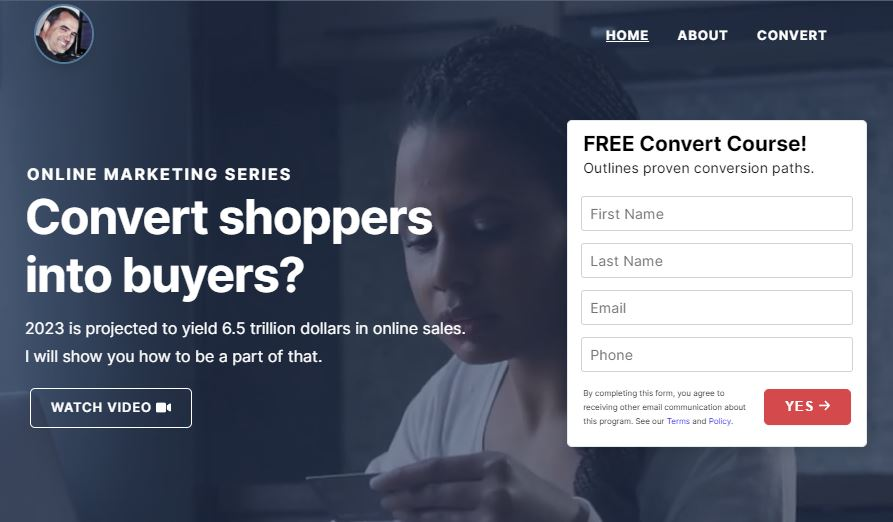 HOME ABOUT CONVERT
ONLINE MARKETING SERIES
Convert shoppers
into buyers?
2023 is projected to yield 6.5 trillion dollars in online sales.
I will show you how to be a part of that.
WATCH VIDEO
FREE Convert Course!
Outlines proven conversion paths.
First Name
Last Name
Email
Phone
By completing this form, you agree to
receiving other email communication about
this program. See our Terms and Policy.
YES →